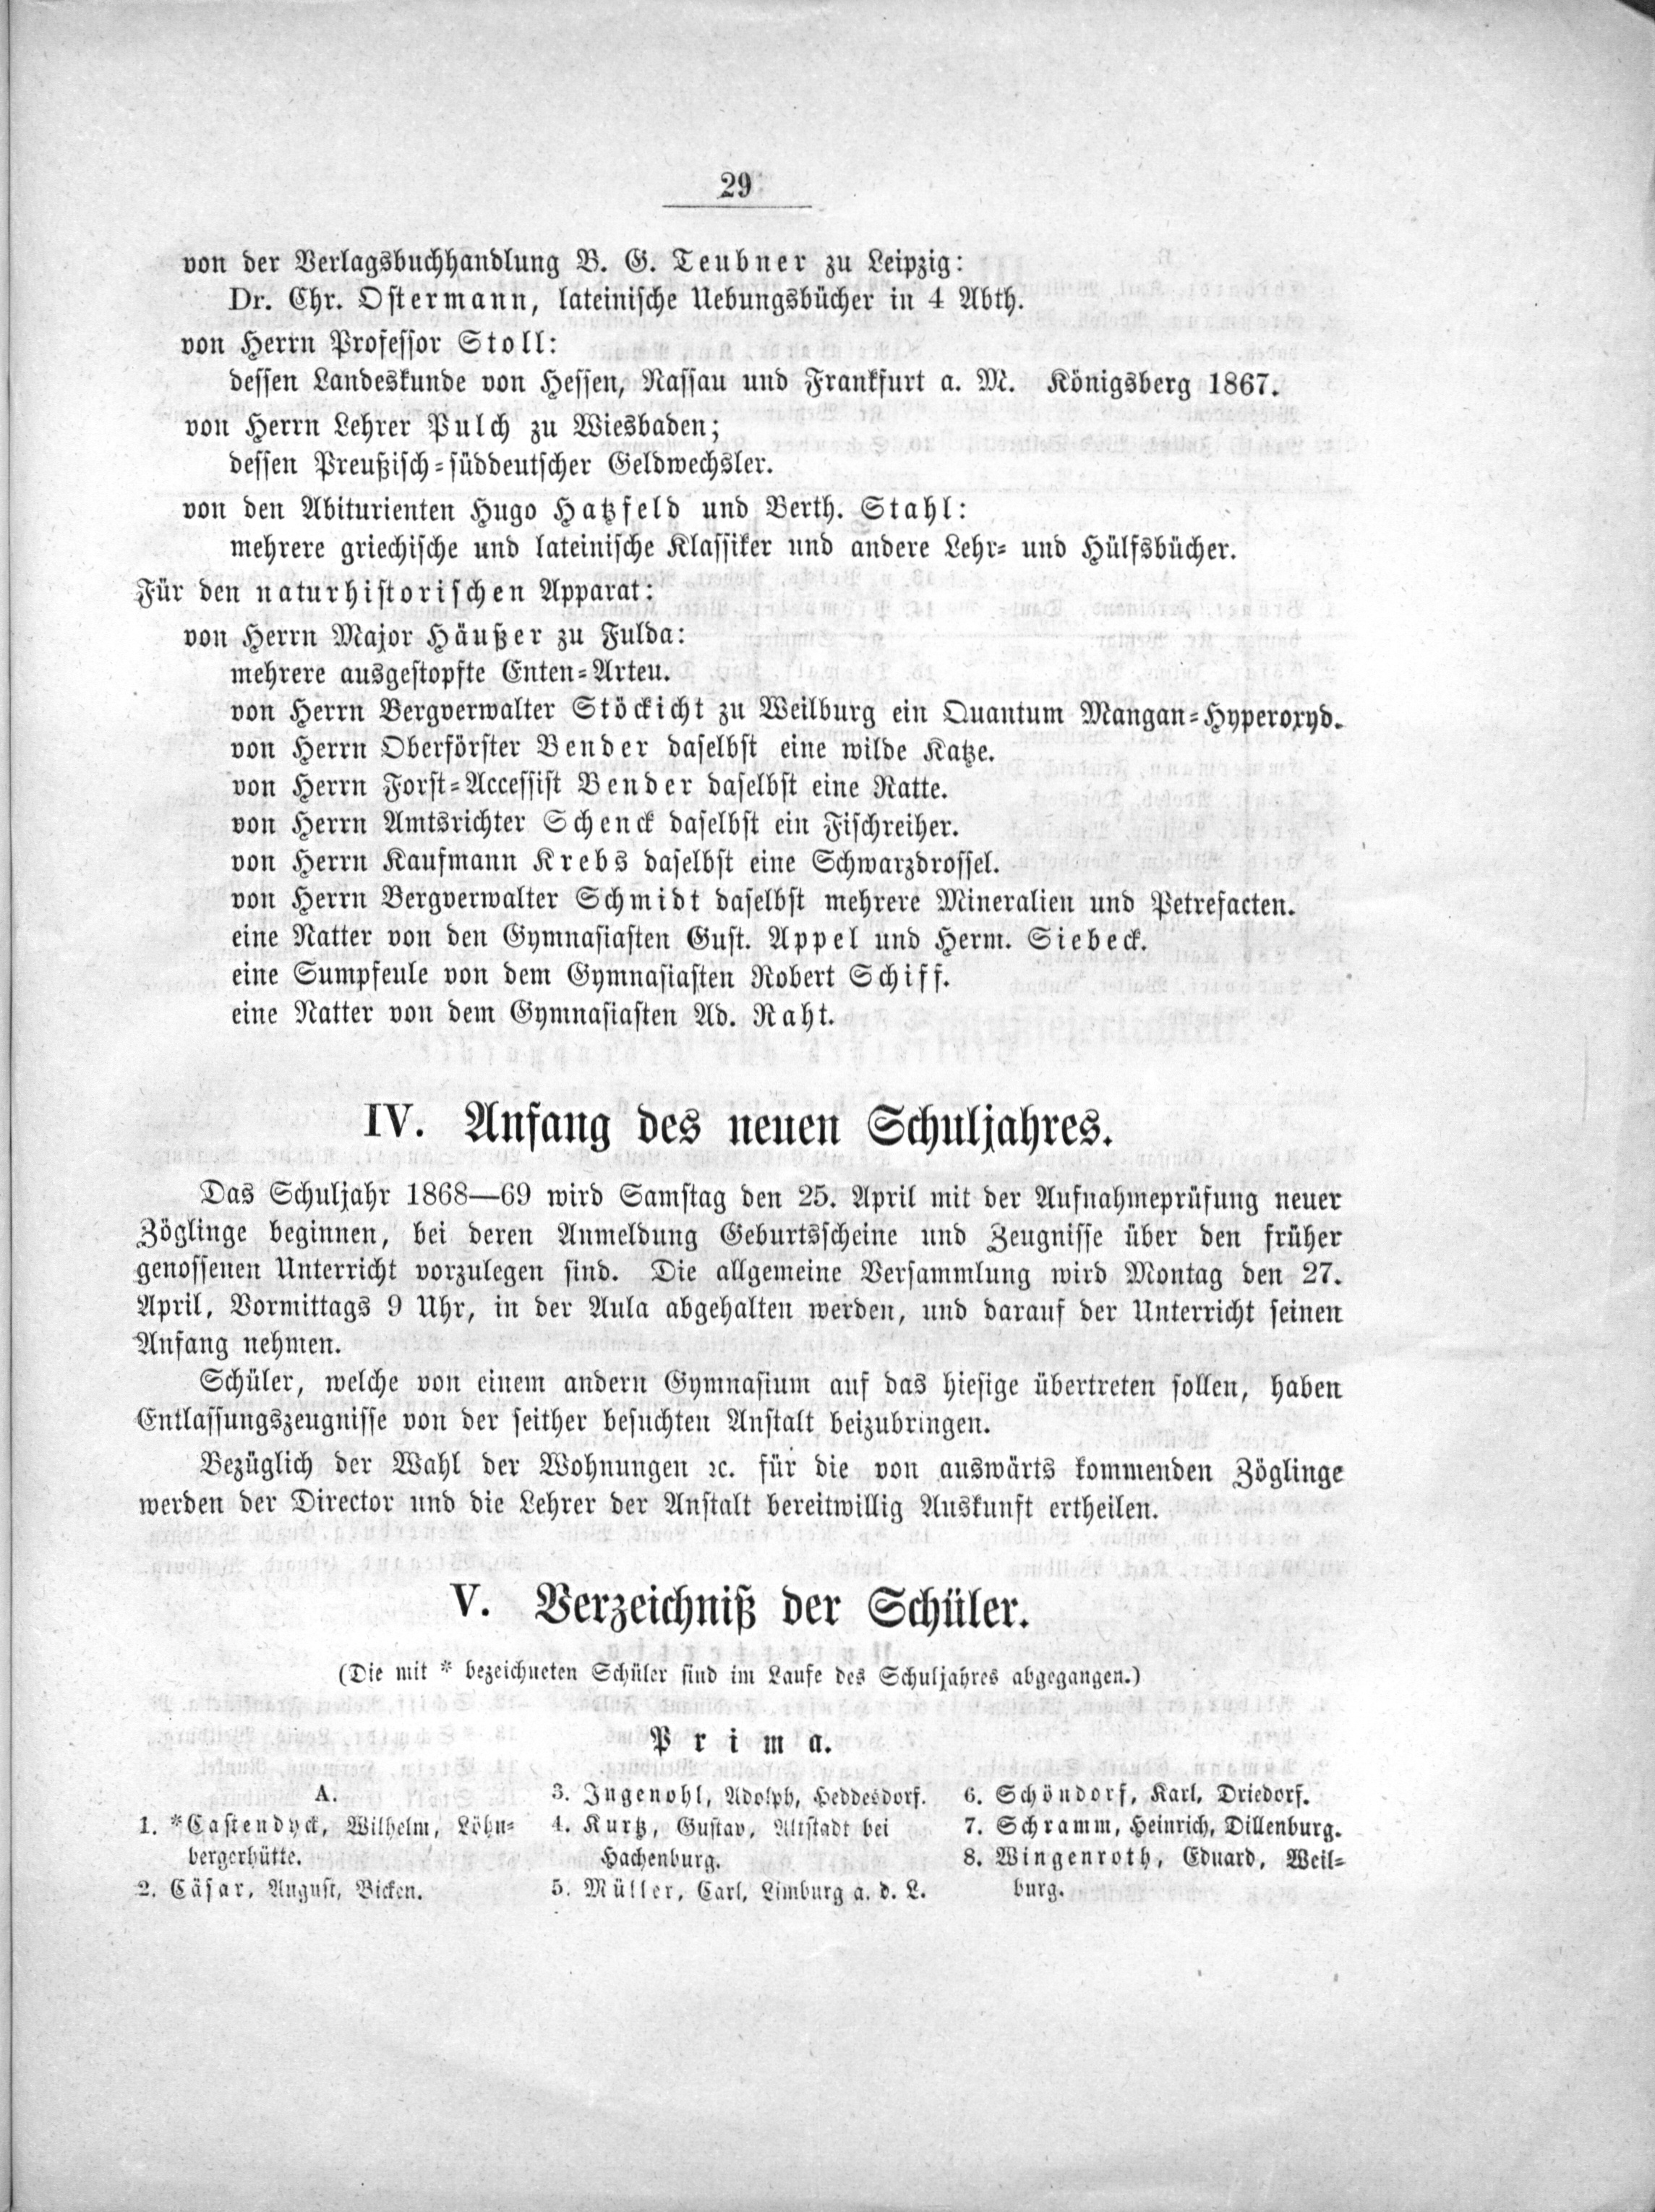 29
von der Verlagsbuchhandlung B. G. Teubner zu Leipzig:
Dr. Chr. Ostermann, lateinische Uebungsbücher in 4 Abth.
von Herrn Professor Stoll:
dessen Landeskunde von Hessen, Nassau und Frankfurt a. M. Königsberg 1867.
von Herrn Lehrer Pulch zu Wiesbaden;
dessen Preußisch-süddeutscher Geldwechsler.
von den Abiturienten Hugo Hatzfeld und Berth. Stahl:
mehrere griechische und lateinische Klassiker und andere Lehr- und Hülfsbücher.
Für den naturhistorischen Apparat:
von Herrn Major Häußer zu Fulda:
mehrere ausgestopfte Enten-Arteu.
von Herrn Bergverwalter Stöckicht zu Weilburg ein Quantum Mangan-Hyperoxyd.
von Herrn Oberförster Bender daselbst eine wilde Katze.
von Herrn Forst-Accessist Bender daselbst eine Ratte.
von Herrn Amtsrichter Schenck daselbst ein Fischreiher.
von Herrn Kaufmann Krebs daselbst eine Schwarzdrossel.
von Herrn Bergverwalter Schmidt daselbst mehrere Mineralien und Petrefacten.
eine Natter von den Gymnasiasten Gust. Appel und Herm. Siebeck.
eine Sumpfeule von dem Gymnasiasten Robert Schiff.
eine Natter von dem Gymnasiasten Ad. Raht.
IV. Anfang des neuen Schuljahres.
Das Schuljahr 1868—69 wird Samstag den 25. April mit der Aufnahmeprüfung neuer
Zöglinge beginnen, bei deren Anmeldung Geburtsscheine und Zeugnisse über den früher
genossenen Unterricht vorzulegen sind. Die allgemeine Versammlung wird Montag den 27.
April, Vormittags 9 Uhr, in der Aula abgehalten werden, und darauf der Unterricht seinen
Anfang nehmen.
Schüler, welche von einem andern Gymnasium auf das hiesige übertreten sollen, haben
Entlassungszeugnisse von der seither besuchten Anstalt beizubringen.
Bezüglich der Wahl der Wohnungen ꝛc. für die von auswärts kommenden Zöglinge
werden der Director und die Lehrer der Anstalt bereitwillig Auskunft ertheilen.
V. Verzeichniß der Schüler.
(Die mit * bezeichneten Schüler sind im Laufe des Schuljahres abgegangen.)
Prima.
A.
1. *Castendyck, Wilhelm, Löhn-
bergerhütte.
2. Cäsar, August, Bicken.
3. Ingenohl, Adolph, Heddesdorf.
4. Kurtz, Gustav, Altstadt bei
Hachenburg.
5. Müller, Carl, Limburg a. d. L.
6. Schöndorf, Karl, Driedorf.
7. Schramm, Heinrich, Dillenburg.
8. Wingenroth, Eduard, Weil-
burg.